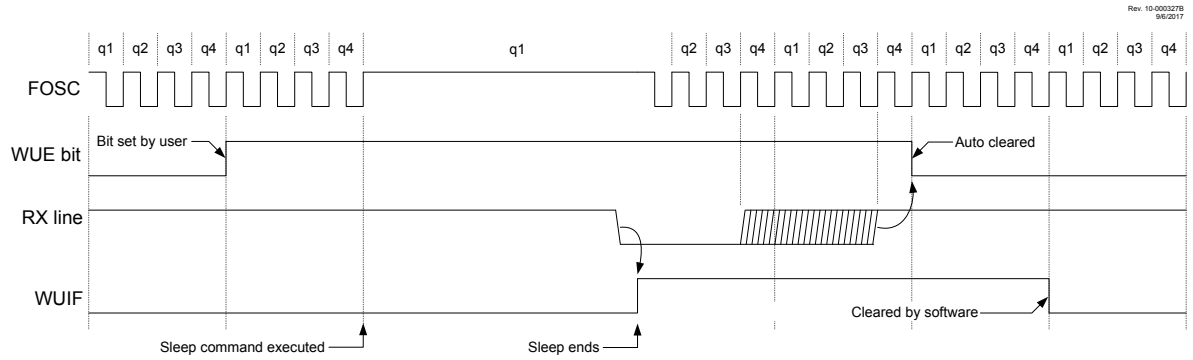 Rev. 10-000327B
9/6/2017
q1 q2 q3 q4 q1 q2 q3 q4 q1 q2 q3 q4 q1 q2 q3 q4 q1 q2 q3 q4 q1 q2 q3 q4
FOSC
Bit set by user
Auto cleared
WUE bit
RX line
WUIF
Cleared by software
Sleep command executed
Sleep ends